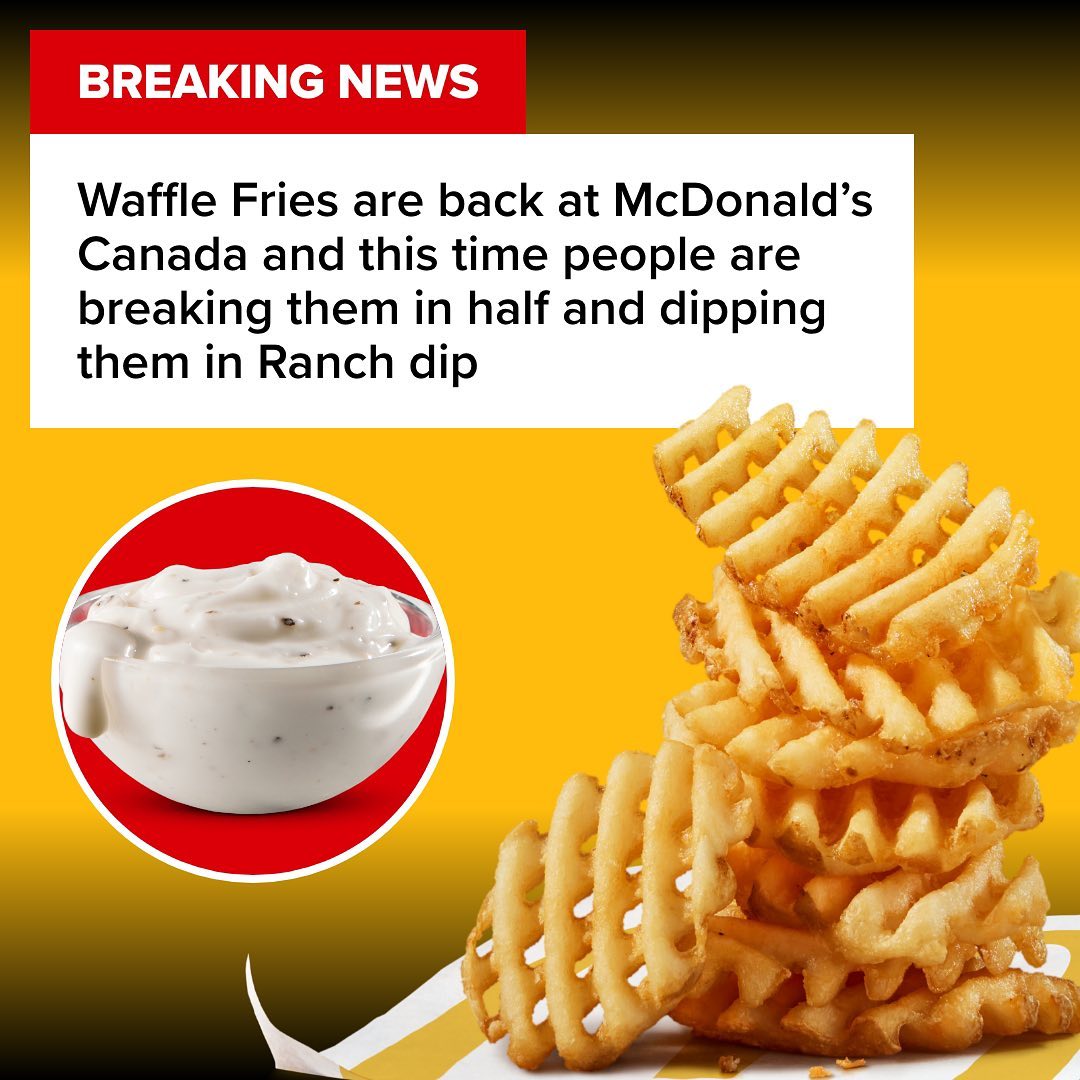 BREAKING NEWS
Waffle Fries are back at McDonald’s
Canada and this time people are
breaking them in half and dipping
them in Ranch dip